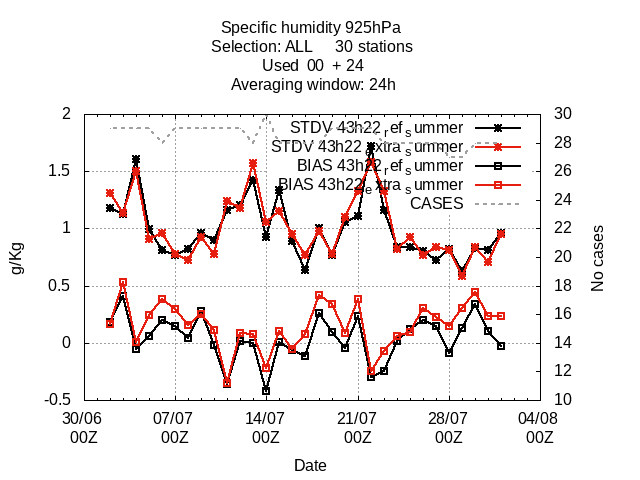 Specific humidity 925hPa
Selection: ALL 30 stations
Used 00 + 24
Averaging window: 24h
STDV 43h22_ref_summer
STDV 43h22_extra_summer
BIAS 43h22_ref_summer
BIAS 43h22_extra_summer
CASES
2
1.5
1
0.5
0
-0.5
30
28
26
24
22
20
18
16
14
12
10
g/Kg
No cases
30/06 07/07 14/07 21/07 28/07 04/08
00Z 00Z 00Z 00Z 00Z 00Z
Date